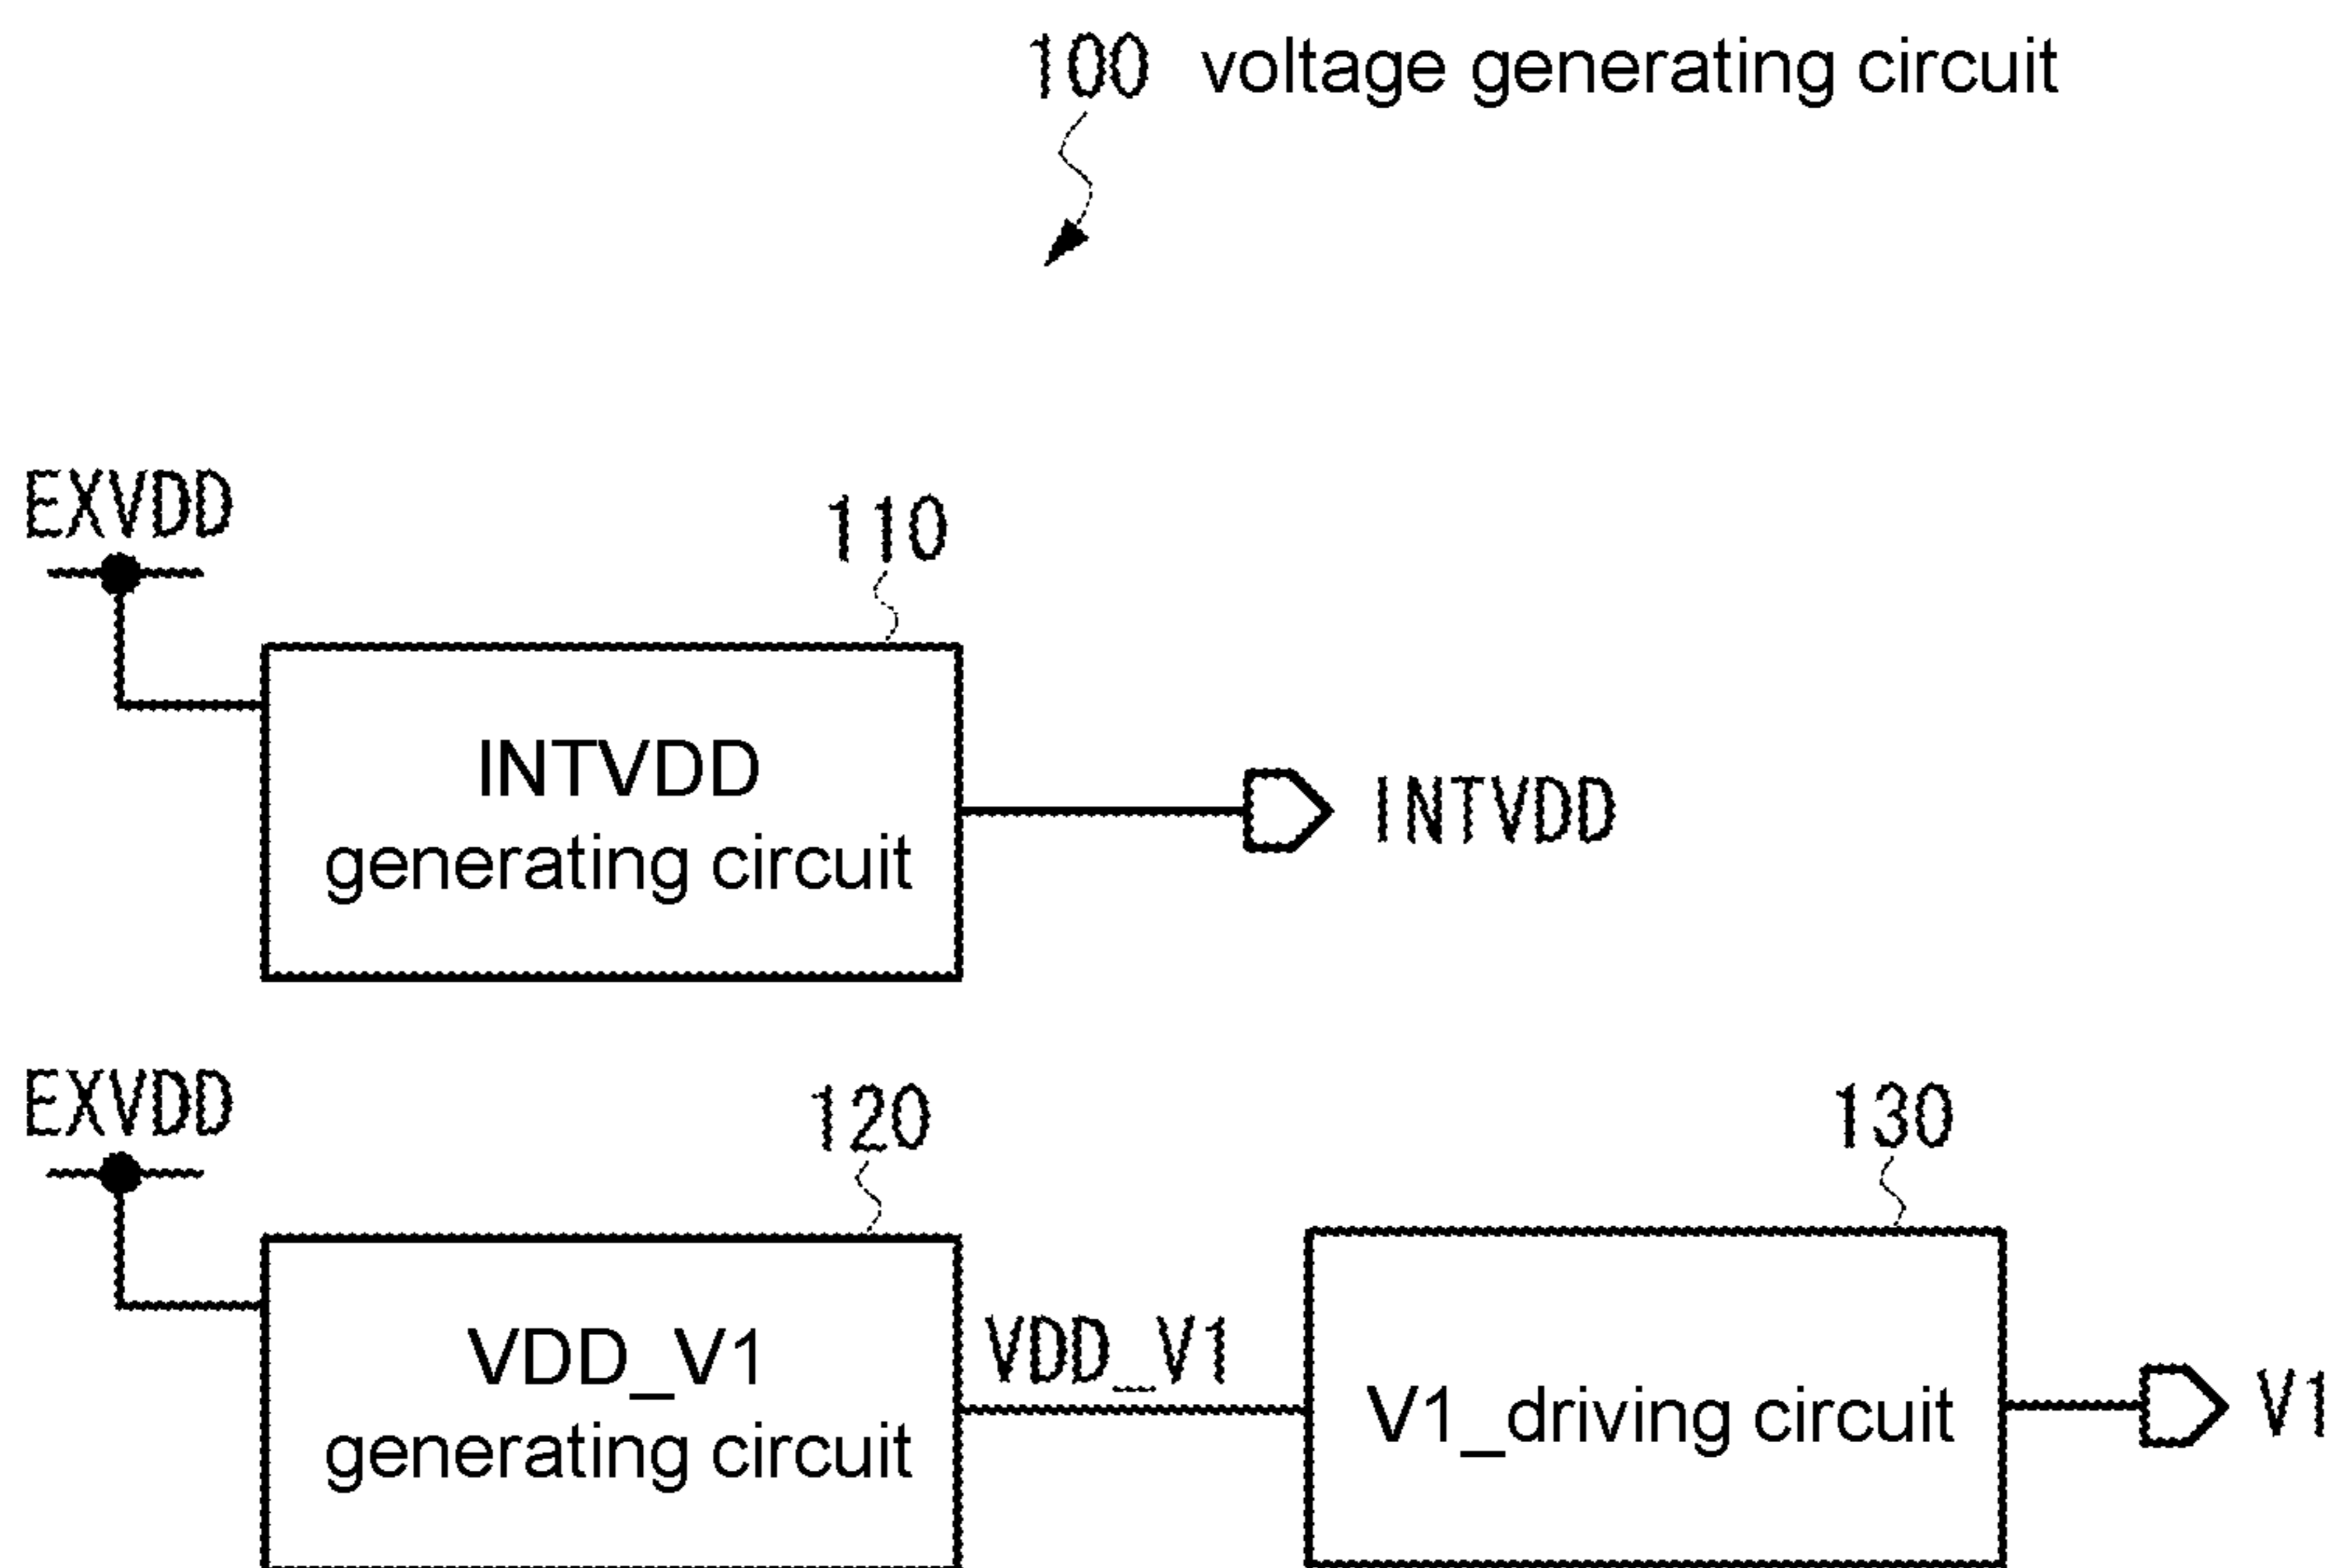 100 voltage generating circuit
EXVDD
110
INTVDD
generating circuit
INTVDD
EXVDD
120
130
VDD_V1
generating circuit
VDD_V1
V1_driving circuit
V1